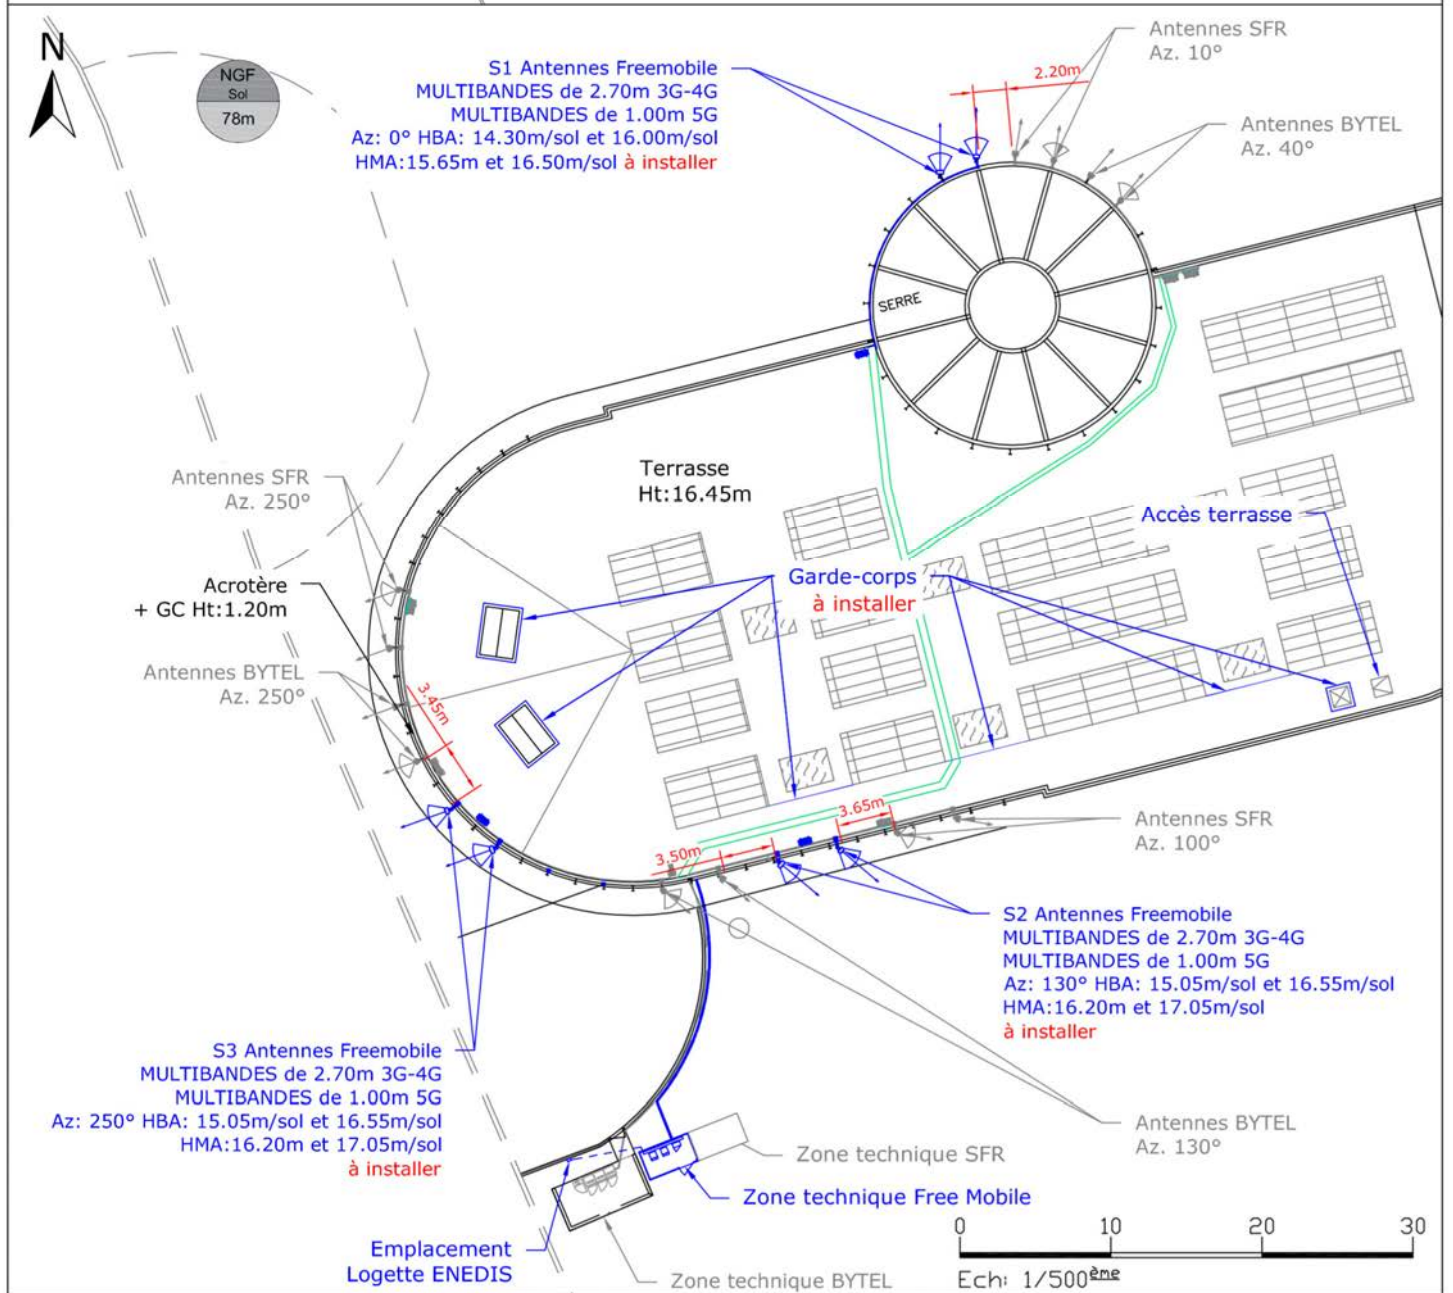 N
NGF
Sol
78m
S1 Antennes Freemobile
MULTIBANDES de 2.70m 3G-4G
MULTIBANDES de 1.00m 5G
Az: 0° HBA: 14.30m/sol et 16.00m/sol
HMA:15.65m et 16.50m/sol à installer
2.20m
Antennes SFR
Az. 10°
Antennes BYTEL
Az. 40°
SERRE
Terrasse
Ht:16.45m
Antennes SFR
Az. 250°
Accès terrasse
Garde-corps
à installer
Acrotère
+ GC Ht:1.20m
Antennes BYTEL
Az. 250°
3.45m
3.65m
3.50m
Antennes SFR
Az. 100°
S2 Antennes Freemobile
MULTIBANDES de 2.70m 3G-4G
MULTIBANDES de 1.00m 5G
Az: 130° HBA: 15.05m/sol et 16.55m/sol
HMA:16.20m et 17.05m/sol
à installer
S3 Antennes Freemobile
MULTIBANDES de 2.70m 3G-4G
MULTIBANDES de 1.00m 5G
Az: 250° HBA: 15.05m/sol et 16.55m/sol
HMA:16.20m et 17.05m/sol
à installer
Antennes BYTEL
Az. 130°
Zone technique SFR
Zone technique Free Mobile
Emplacement
Logette ENEDIS
Zone technique BYTEL
0 10 20 30
Ech: 1/500ème